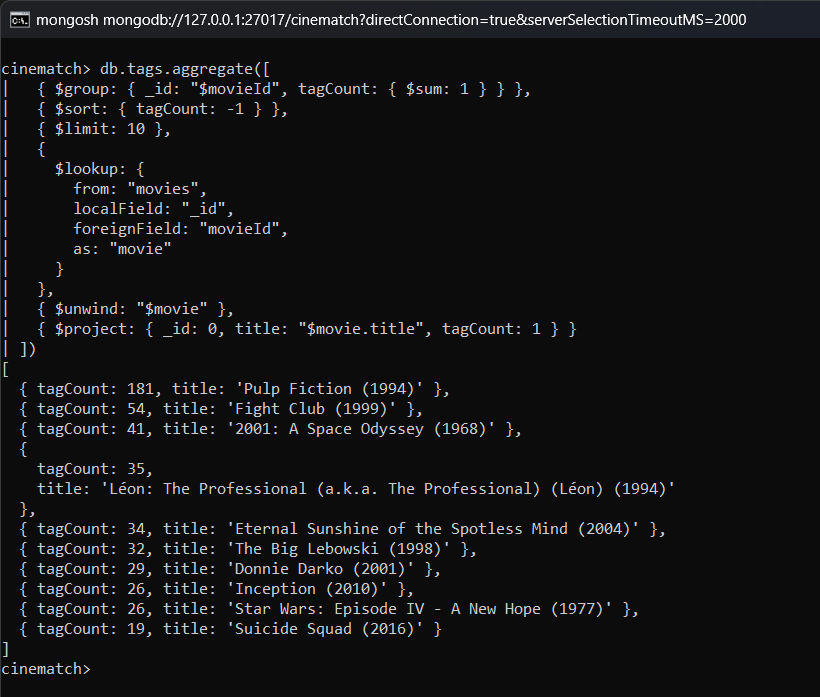 mongosh mongodb://127.0.0.1:27017/cinematch?directConnection=true&serverSelectionTimeoutMS=2000
cinematch> db.tags.aggregate([
|   { $group: { _id: "$movieId", tagCount: { $sum: 1 } } },
|   { $sort: { tagCount: -1 } },
|   { $limit: 10 },
|   {
|     $lookup: {
|       from: "movies",
|       localField: "_id",
|       foreignField: "movieId",
|       as: "movie"
|     }
|   },
|   { $unwind: "$movie" },
|   { $project: { _id: 0, title: "$movie.title", tagCount: 1 } }
| ])
[
  { tagCount: 181, title: 'Pulp Fiction (1994)' },
  { tagCount: 54, title: 'Fight Club (1999)' },
  { tagCount: 41, title: '2001: A Space Odyssey (1968)' },
  {
    tagCount: 35,
    title: 'Léon: The Professional (a.k.a. The Professional) (Léon) (1994)'
  },
  { tagCount: 34, title: 'Eternal Sunshine of the Spotless Mind (2004)' },
  { tagCount: 32, title: 'The Big Lebowski (1998)' },
  { tagCount: 29, title: 'Donnie Darko (2001)' },
  { tagCount: 26, title: 'Inception (2010)' },
  { tagCount: 26, title: 'Star Wars: Episode IV - A New Hope (1977)' },
  { tagCount: 19, title: 'Suicide Squad (2016)' }
]
cinematch>